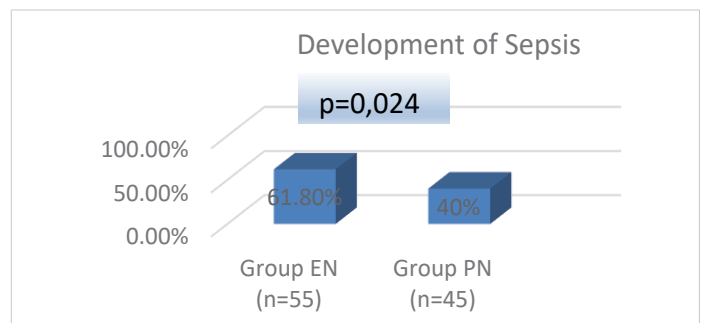 Development of Sepsis
p=0,024
100.00%
50.00%
0.00%
61.80%
40%
Group EN
(n=55)
Group PN
(n=45)